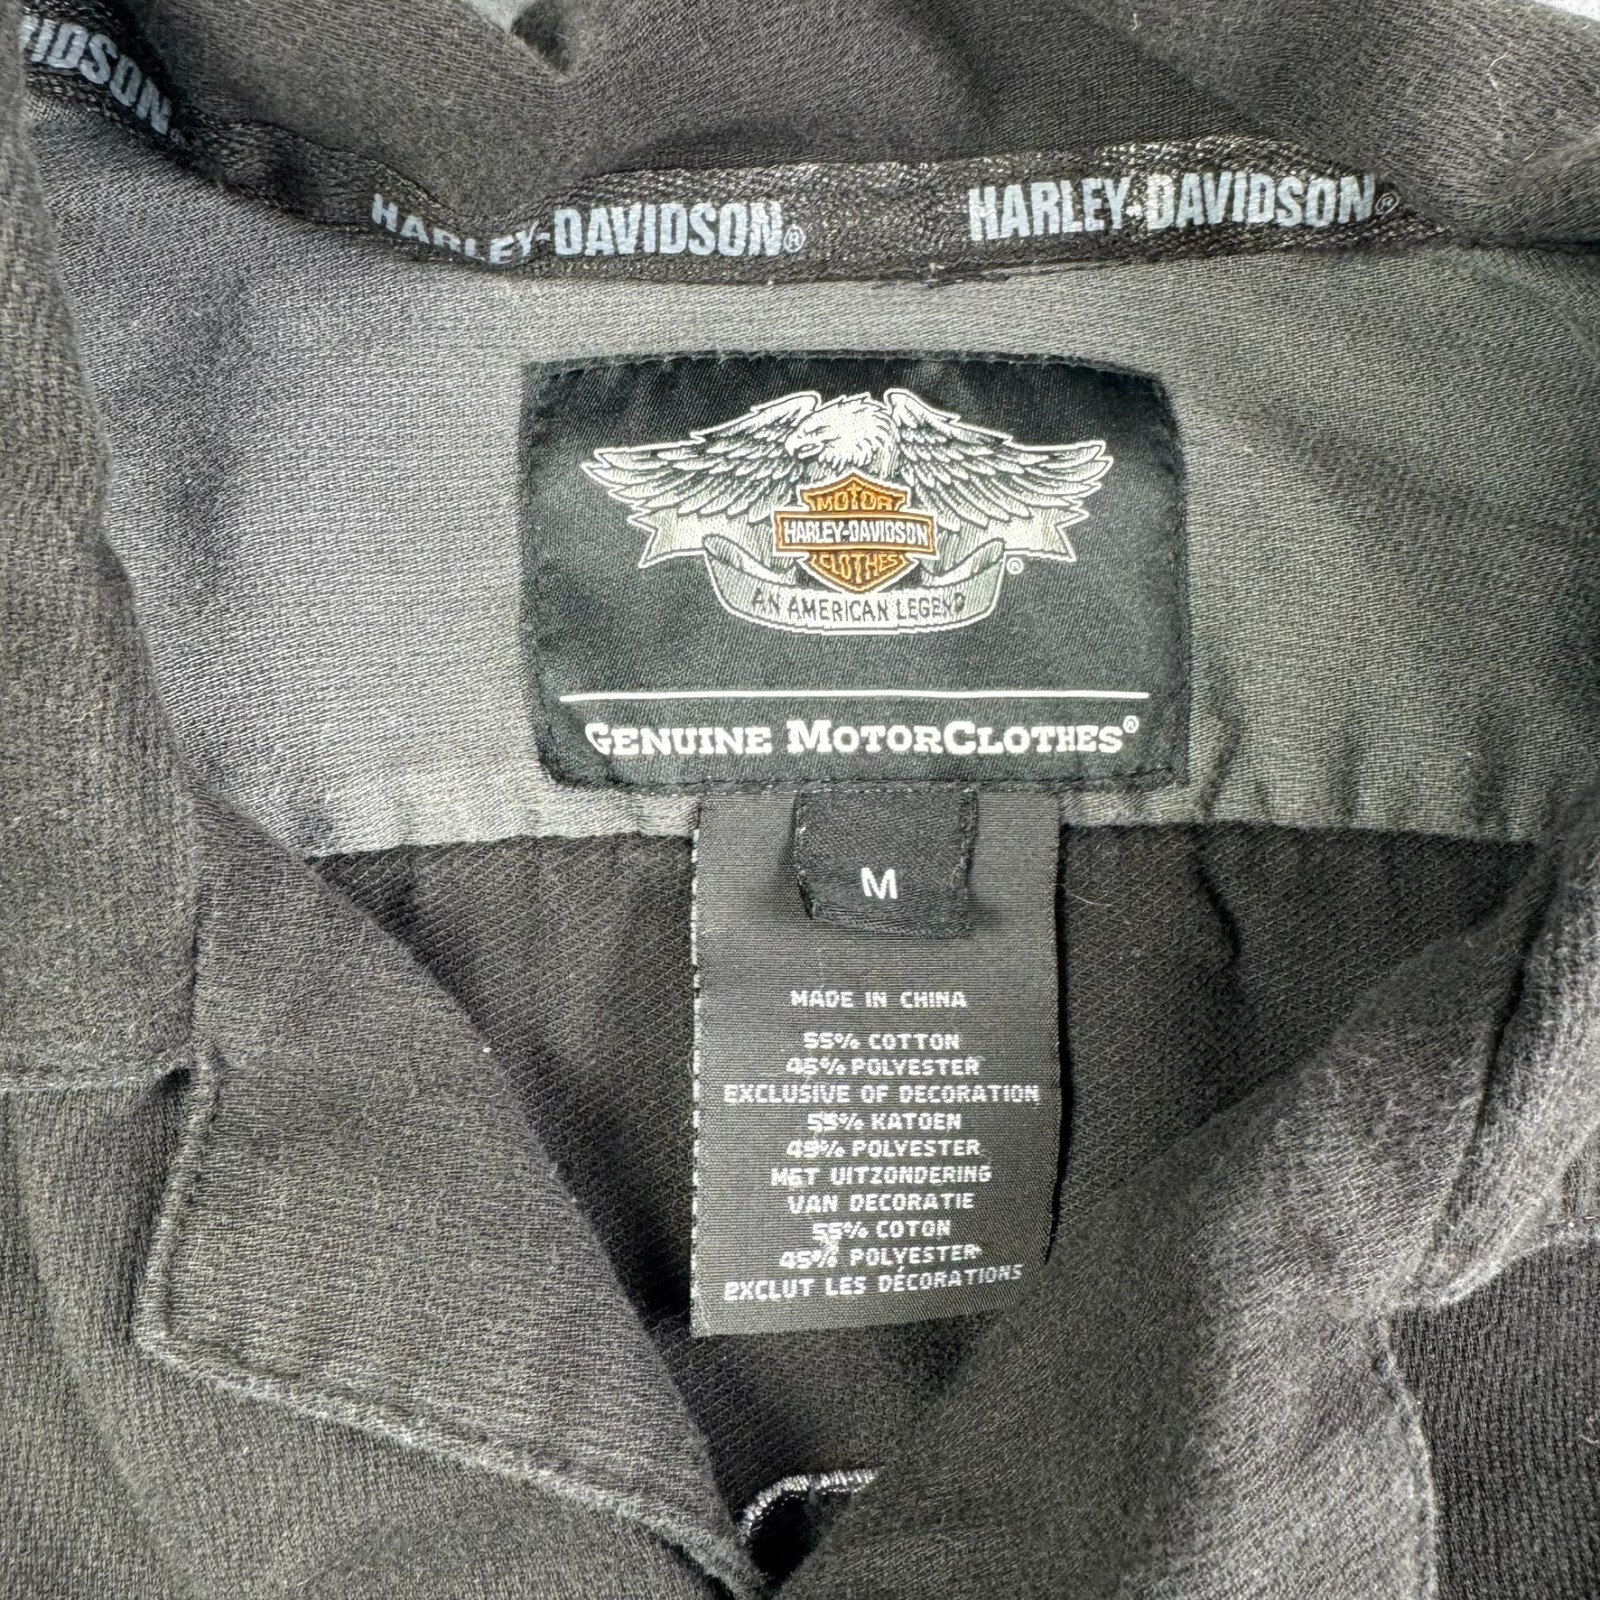 IDSON
HARLEY-DAVIDSON®
HARLEY-DAVIDSON®
MOTOR
HARLEY-DAVIDSON
CLOTHES
®
AN AMERICAN LEGEND
GENUINE MOTORCLOTHES®
M
MADE IN CHINA
55% COTTON
45% POLYESTER
EXCLUSIVE OF DECORATION
55% KATOEN
45% POLYESTER
MET UITZONDERING
VAN DECORATIE
55% COTON
45% POLYESTER
EXCLUT LES DÉCORATIONS